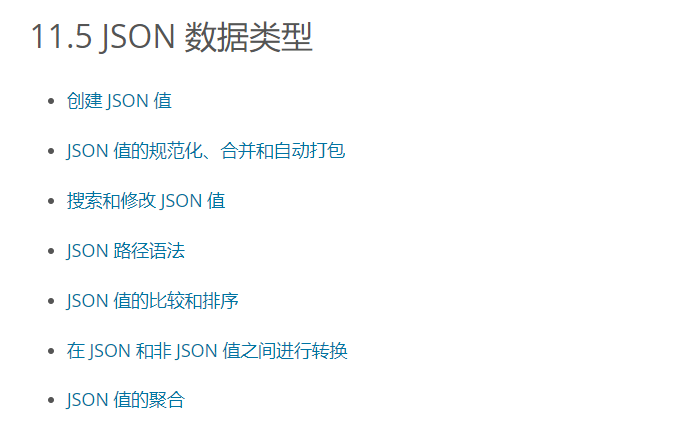 11.5 JSON 数据类型
创建 JSON 值
JSON 值的规范化、合并和自动打包
搜索和修改 JSON 值
JSON 路径语法
JSON 值的比较和排序
在 JSON 和非 JSON 值之间进行转换
JSON 值的聚合